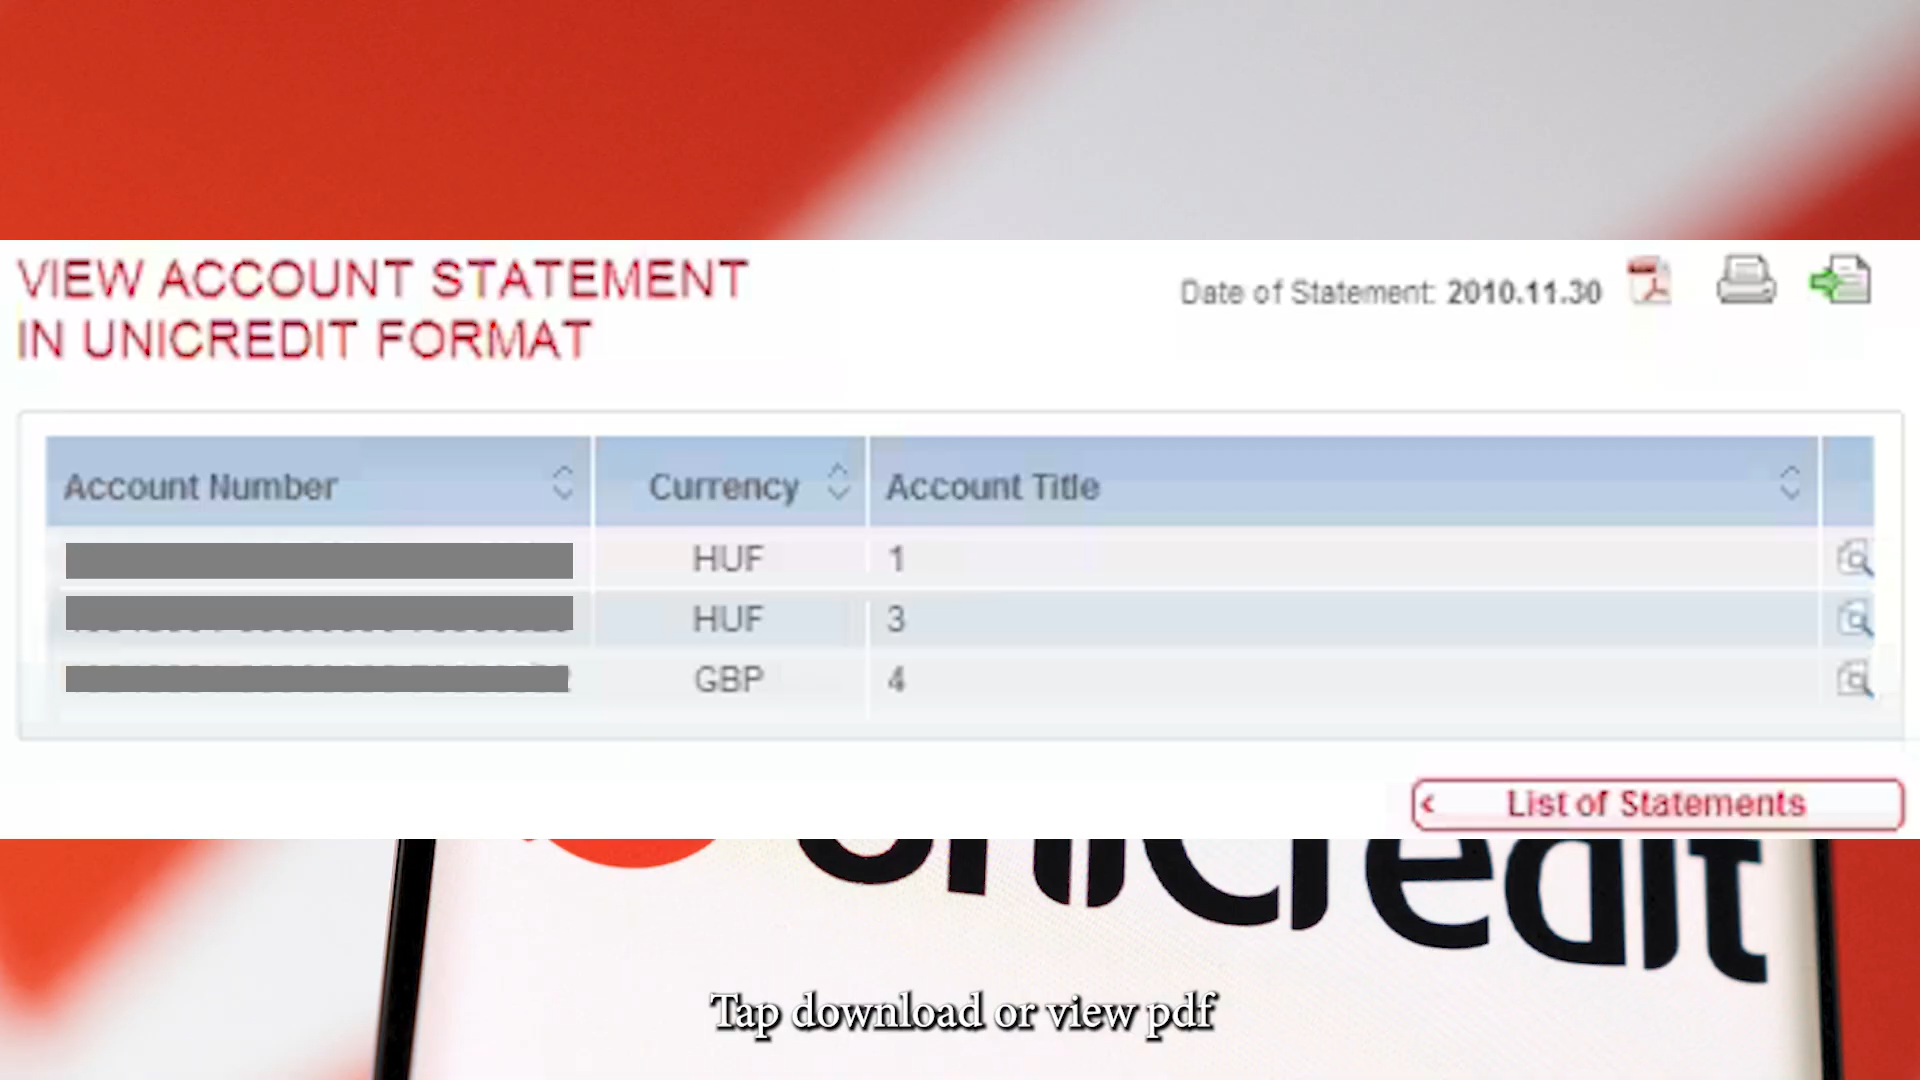 VIEW ACCOUNT STATEMENT
IN UNICREDIT FORMAT
Date of Statement: 2010.11.30
Account Number Currency Account Title
HUF 1
HUF 3
GBP 4
< List of Statements
UniCredit
Tap download or view pdf